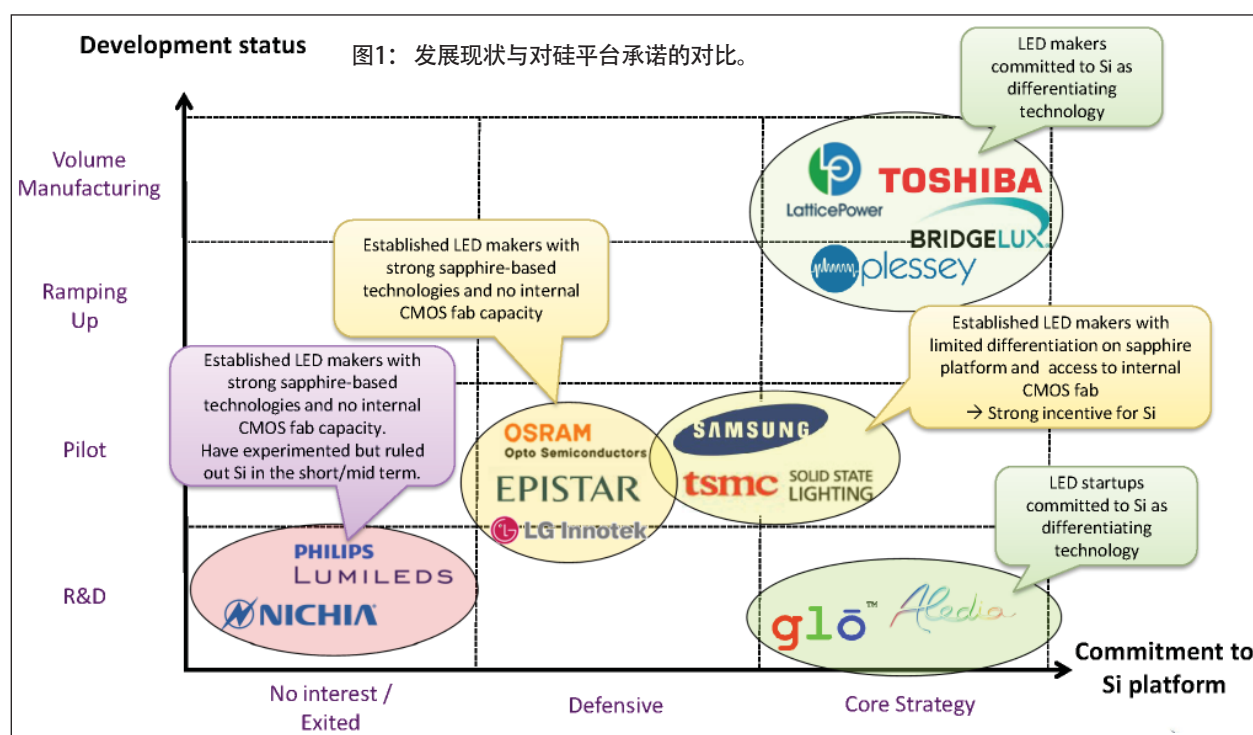 Development status
图1： 发展现状与对硅平台承诺的对比。
LED makers
committed to Si as
differentiating
technology
Volume
Manufacturing
LP
LatticePower
TOSHIBA
BRIDGELUX
plessey
Established LED makers with
strong sapphire-based
technologies and no internal
CMOS fab capacity
Ramping
Up
Established LED makers with
limited differentiation on sapphire
platform and access to internal
CMOS fab
→ Strong incentive for Si
Established LED makers with
strong sapphire-based
technologies and no internal
CMOS fab capacity.
Have experimented but ruled
out Si in the short/mid term.
Pilot
OSRAM
Opto Semiconductors
EPISTAR
LG Innotek
SAMSUNG
tsmc SOLID STATE
LIGHTING
LED startups
committed to Si as
differentiating
technology
R&D
PHILIPS
LUMILEDS
NICHIA
glō™
Aledia
Commitment to
Si platform
No interest /
Exited
Defensive
Core Strategy